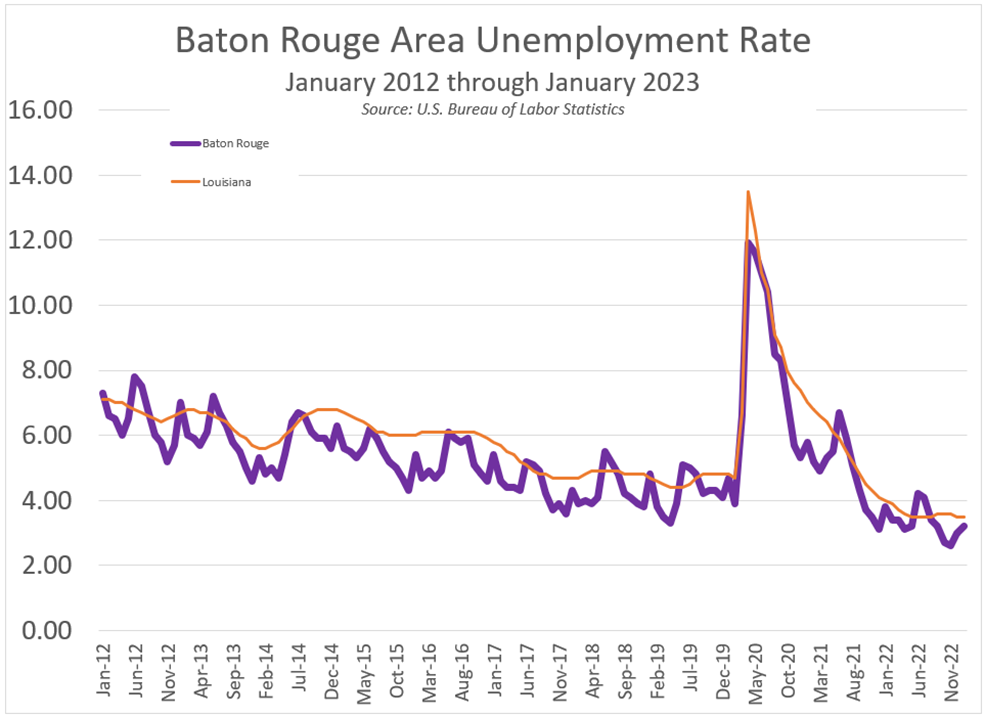 Baton Rouge Area Unemployment Rate
January 2012 through January 2023
Source: U.S. Bureau of Labor Statistics
16.00
Baton Rouge
14.00
Louisiana
12.00
10.00
8.00
6.00
4.00
2.00
0.00
Jan-12
Jun-12
Nov-12
Apr-13
Sep-13
Feb-14
Jul-14
Dec-14
May-15
Oct-15
Mar-16
Aug-16
Jan-17
Jun-17
Nov-17
Apr-18
Sep-18
Feb-19
Jul-19
Dec-19
May-20
Oct-20
Mar-21
Aug-21
Jan-22
Jun-22
Nov-22